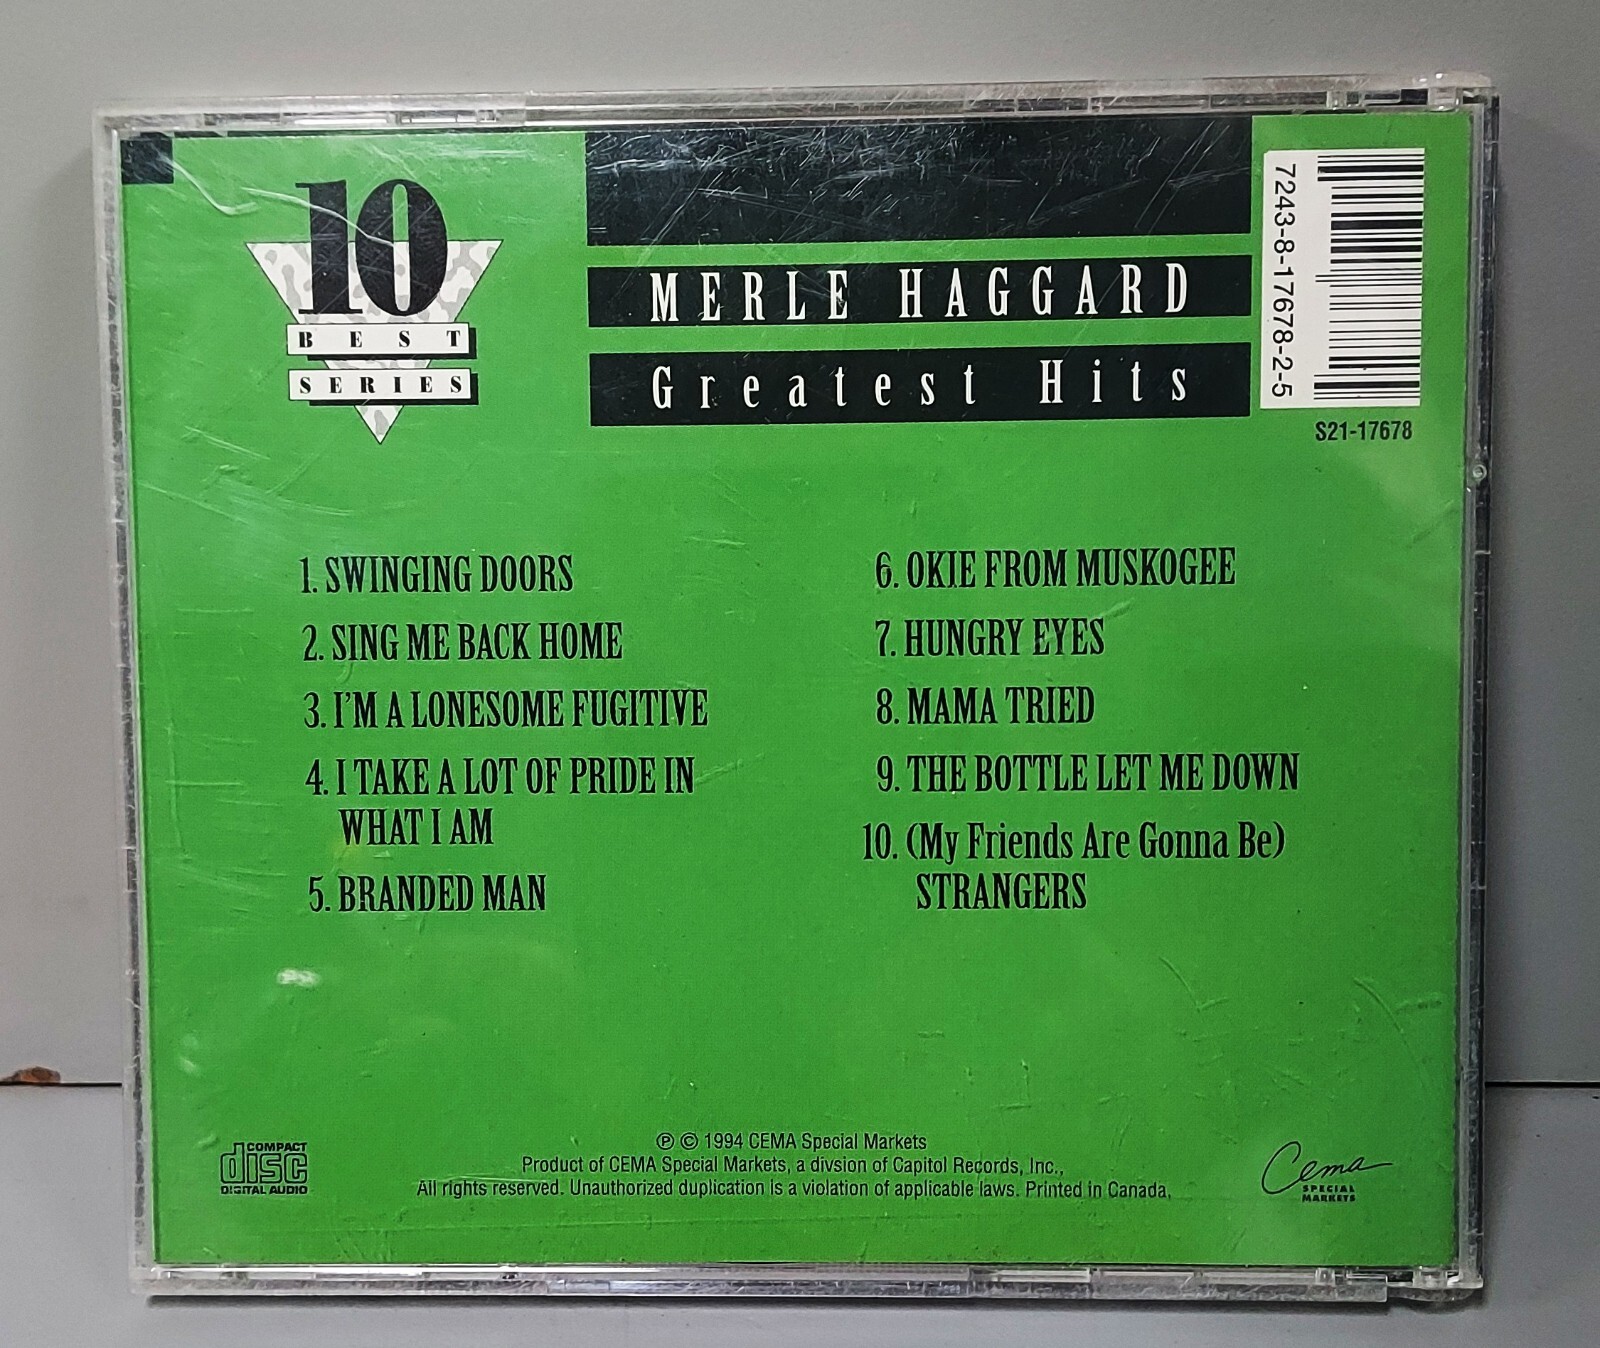 10
BEST
SERIES
MERLE HAGGARD
Greatest Hits
7243-8-17678-2-5
S21-17678
1. SWINGING DOORS
2. SING ME BACK HOME
3. I'M A LONESOME FUGITIVE
4. I TAKE A LOT OF PRIDE IN
WHAT I AM
5. BRANDED MAN
6. OKIE FROM MUSKOGEE
7. HUNGRY EYES
8. MAMA TRIED
9. THE BOTTLE LET ME DOWN
10. (My Friends Are Gonna Be)
STRANGERS
COMPACT
disc
DIGITAL AUDIO
℗ © 1994 CEMA Special Markets
Product of CEMA Special Markets, a divsion of Capitol Records, Inc.,
All rights reserved. Unauthorized duplication is a violation of applicable laws. Printed in Canada.
Cema
SPECIAL
MARKETS